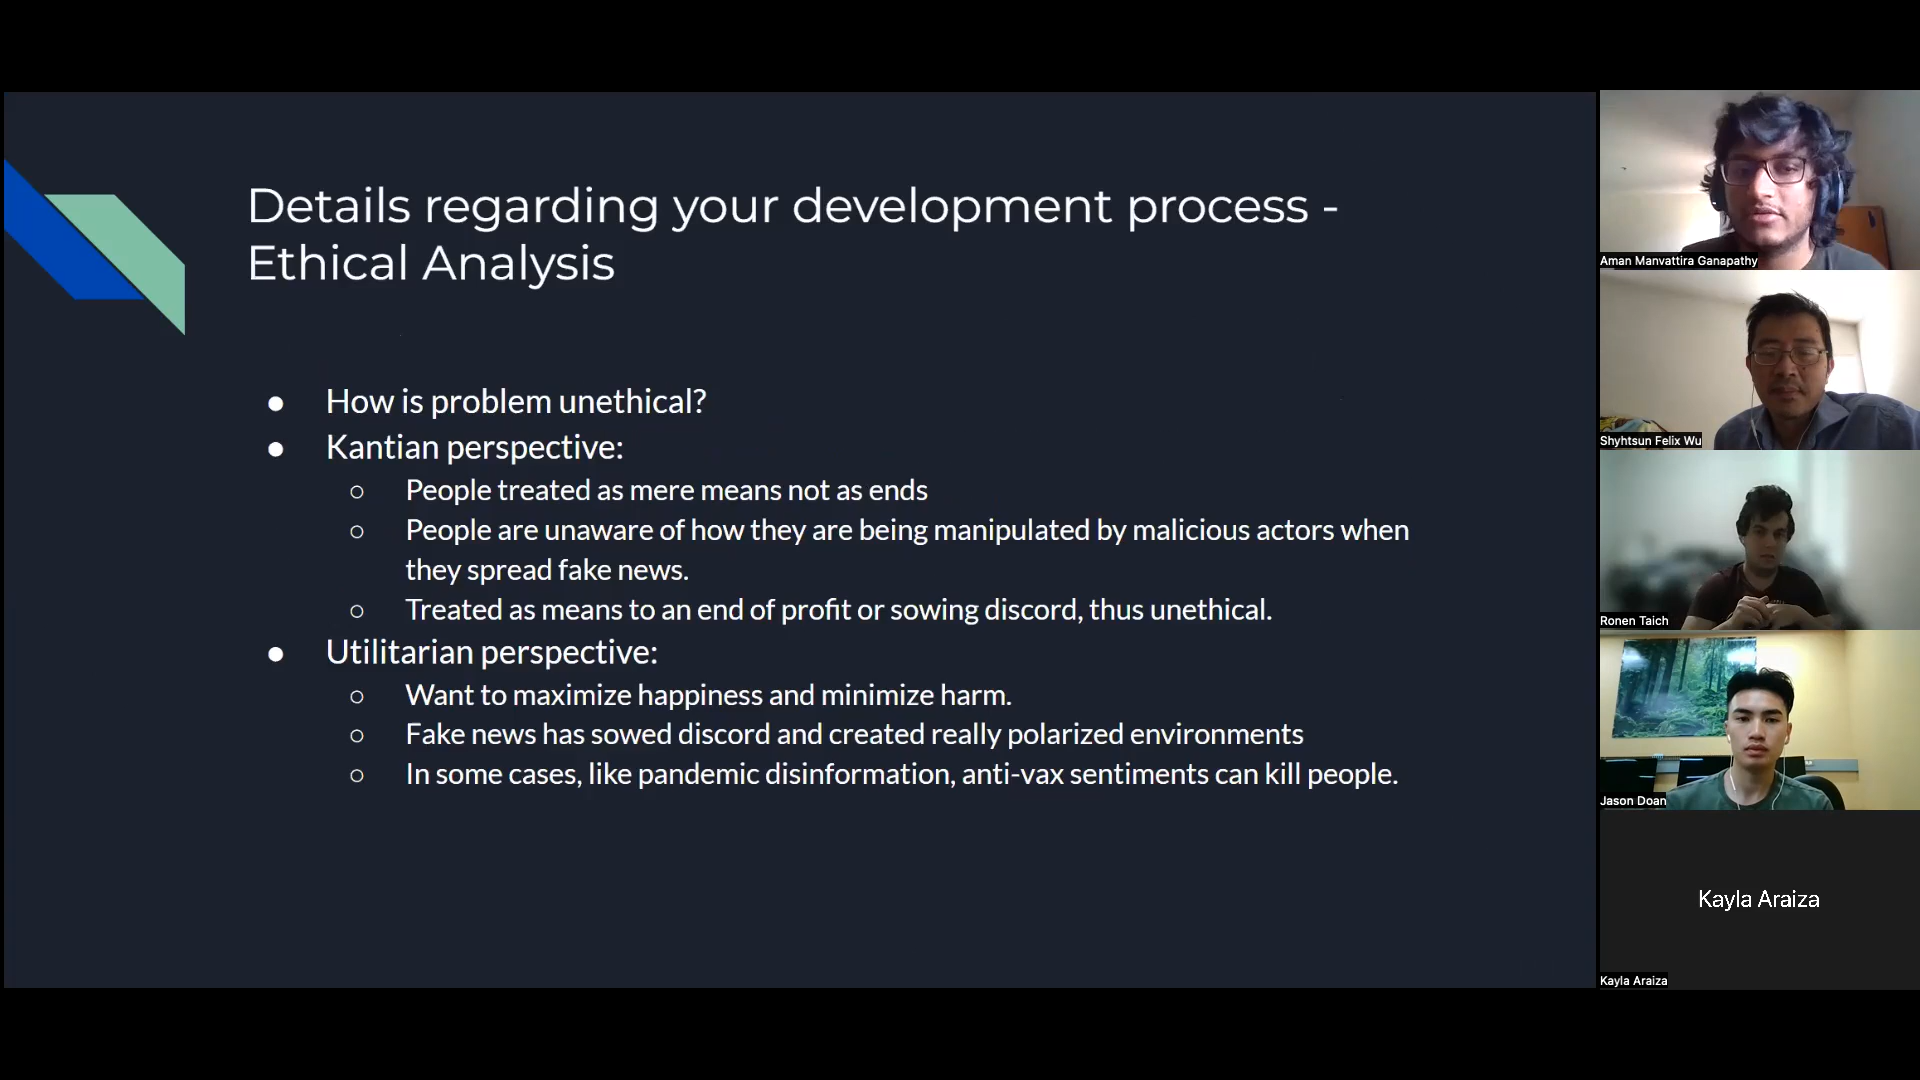 Details regarding your development process -
Ethical Analysis
● How is problem unethical?
● Kantian perspective:
○ People treated as mere means not as ends
○ People are unaware of how they are being manipulated by malicious actors when
they spread fake news.
○ Treated as means to an end of profit or sowing discord, thus unethical.
● Utilitarian perspective:
○ Want to maximize happiness and minimize harm.
○ Fake news has sowed discord and created really polarized environments
○ In some cases, like pandemic disinformation, anti-vax sentiments can kill people.
Aman Manvattira Ganapathy
Shyhtsun Felix Wu
Ronen Taich
Jason Doan
Kayla Araiza
Kayla Araiza